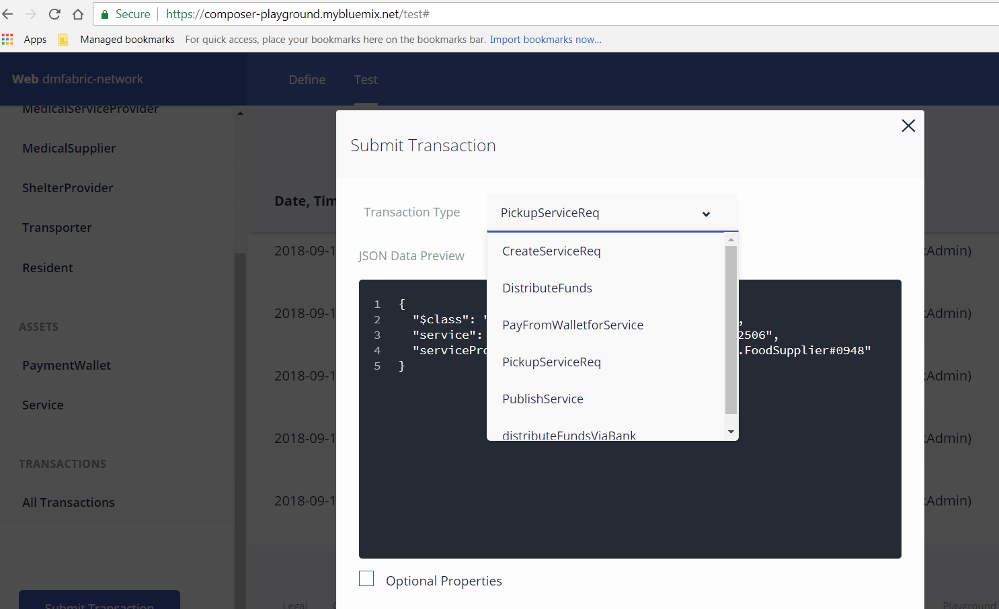 Secure https://composer-playground.mybluemix.net/test#
Apps Managed bookmarks For quick access, place your bookmarks here on the bookmarks bar. Import bookmarks now...
Web dmfabric-network Define Test
MedicalServiceProvider
MedicalSupplier
ShelterProvider
Transporter
Resident
ASSETS
PaymentWallet
Service
TRANSACTIONS
All Transactions
Submit Transaction
Date, Tim
2018-09-1
2018-09-1
2018-09-1
2018-09-1
2018-09-1
Submit Transaction
Transaction Type PickupServiceReq
CreateServiceReq
DistributeFunds
PayFromWalletforService
PickupServiceReq
PublishService
distributeFundsViaBank
JSON Data Preview
1 {
2 "$class": " ,
3 "service": 2506",
4 "servicePro .FoodSupplier#0948"
5 }
Optional Properties
Admin)
Admin)
Admin)
Admin)
Admin)
Legal
Playground